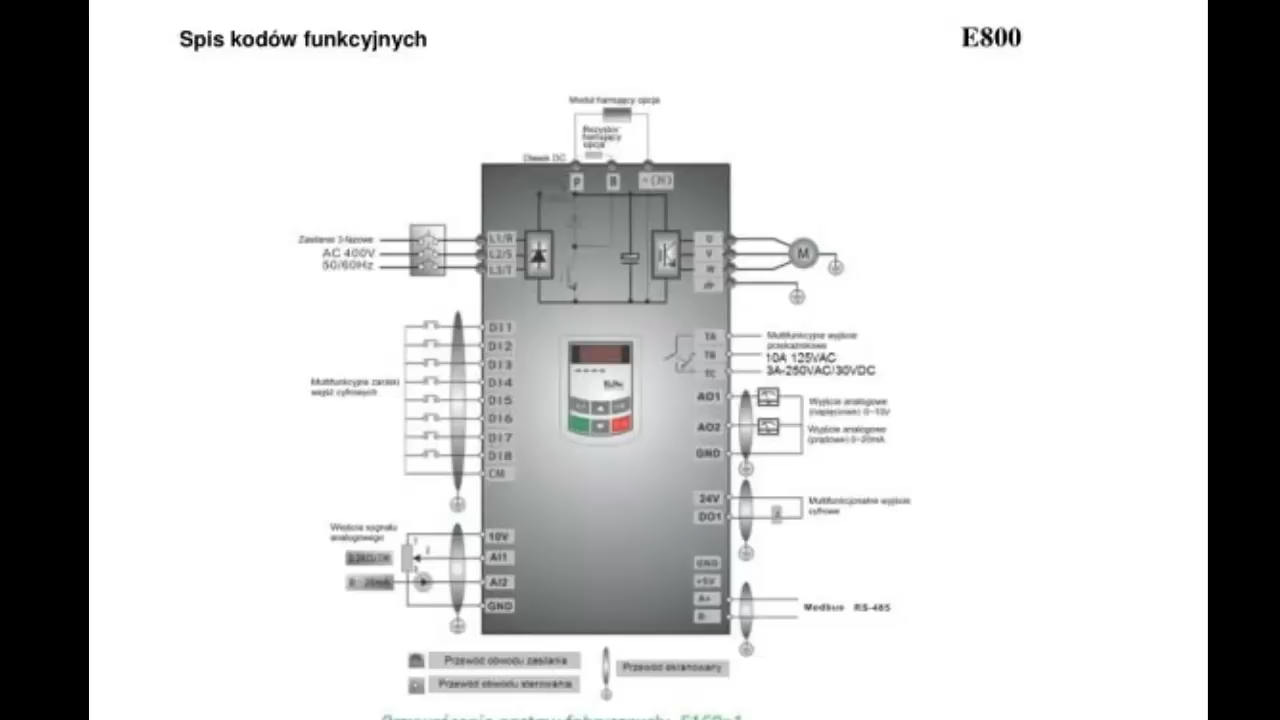 Spis kodów funkcyjnych
E800
Moduł hamujący opcja
Rezystor
hamujący
opcja
Dławik DC
P
B
- (N)
Zasilanie 3-fazowe
AC 400V
50/60Hz
L1/R
L2/S
L3/T
U
V
W
M
DI1
DI2
DI3
DI4
DI5
DI6
DI7
DI8
CM
Multifunkcyjne zaciski
wejść cyfrowych
TA
TB
TC
Multifunkcyjne wyjście
przekaźnikowe
10A 125VAC
3A-250VAC/30VDC
AO1
AO2
GND
Wyjście analogowe
(napięciowe) 0~10V
Wyjście analogowe
(prądowe) 0~20mA
24V
DO1
Multifunkcjonalne wyjście
cyfrowe
Wejście sygnału
analogowego
1
2
10V
AI1
AI2
GND
0~20mA
GND
+5V
A+
B-
Modbus RS-485
Przewód obwodu zasilania
Przewód obwodu sterowania
Przewód ekranowany